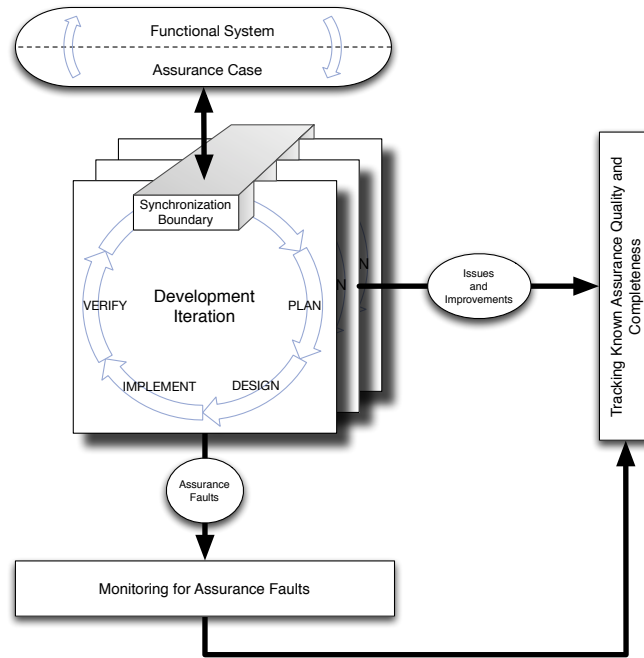 Functional System
Assurance Case
Synchronization
Boundary
Development
Iteration
VERIFY
PLAN
IMPLEMENT
DESIGN
N
N
Issues
and
Improvements
Tracking Known Assurance Quality and
Completeness
Assurance
Faults
Monitoring for Assurance Faults